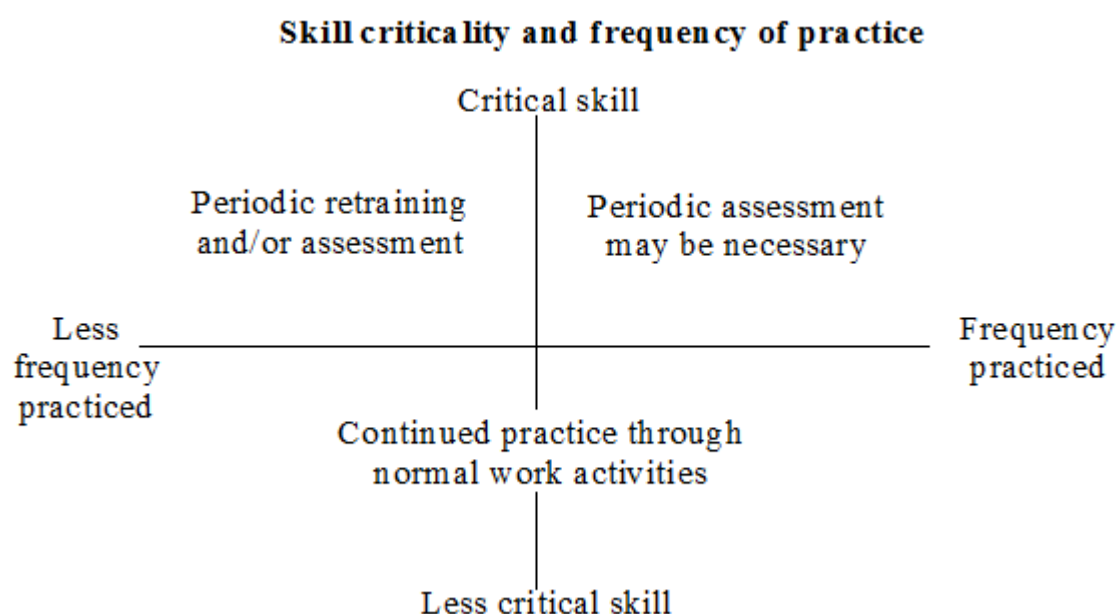 Skill criticality and frequency of practice
Critical skill
Periodic retraining
and/or assessment
Periodic assessment
may be necessary
Less
frequency
practiced
Frequency
practiced
Continued practice through
normal work activities
Less critical skill